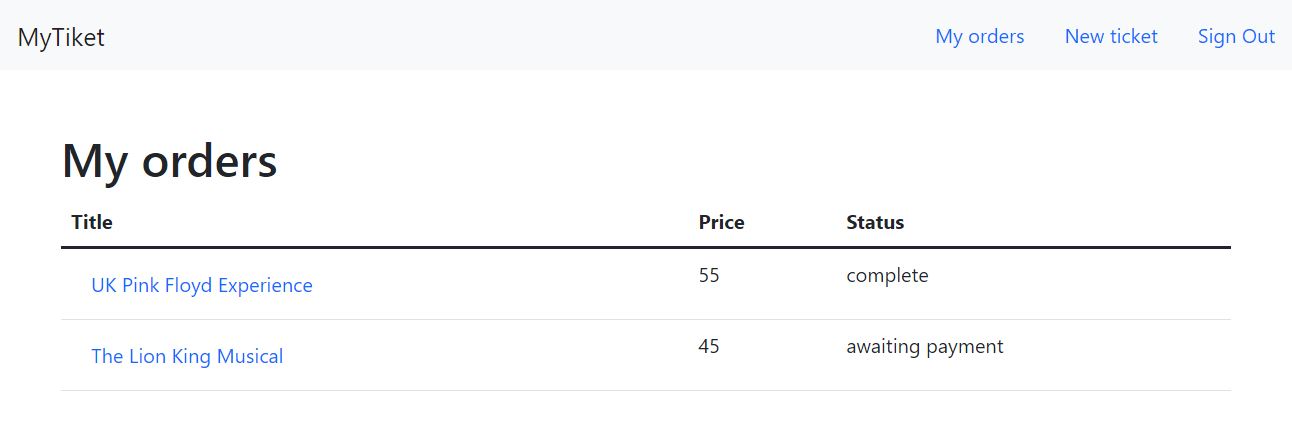 MyTiket My orders New ticket Sign Out
My orders
Title Price Status
UK Pink Floyd Experience 55 complete
The Lion King Musical 45 awaiting payment